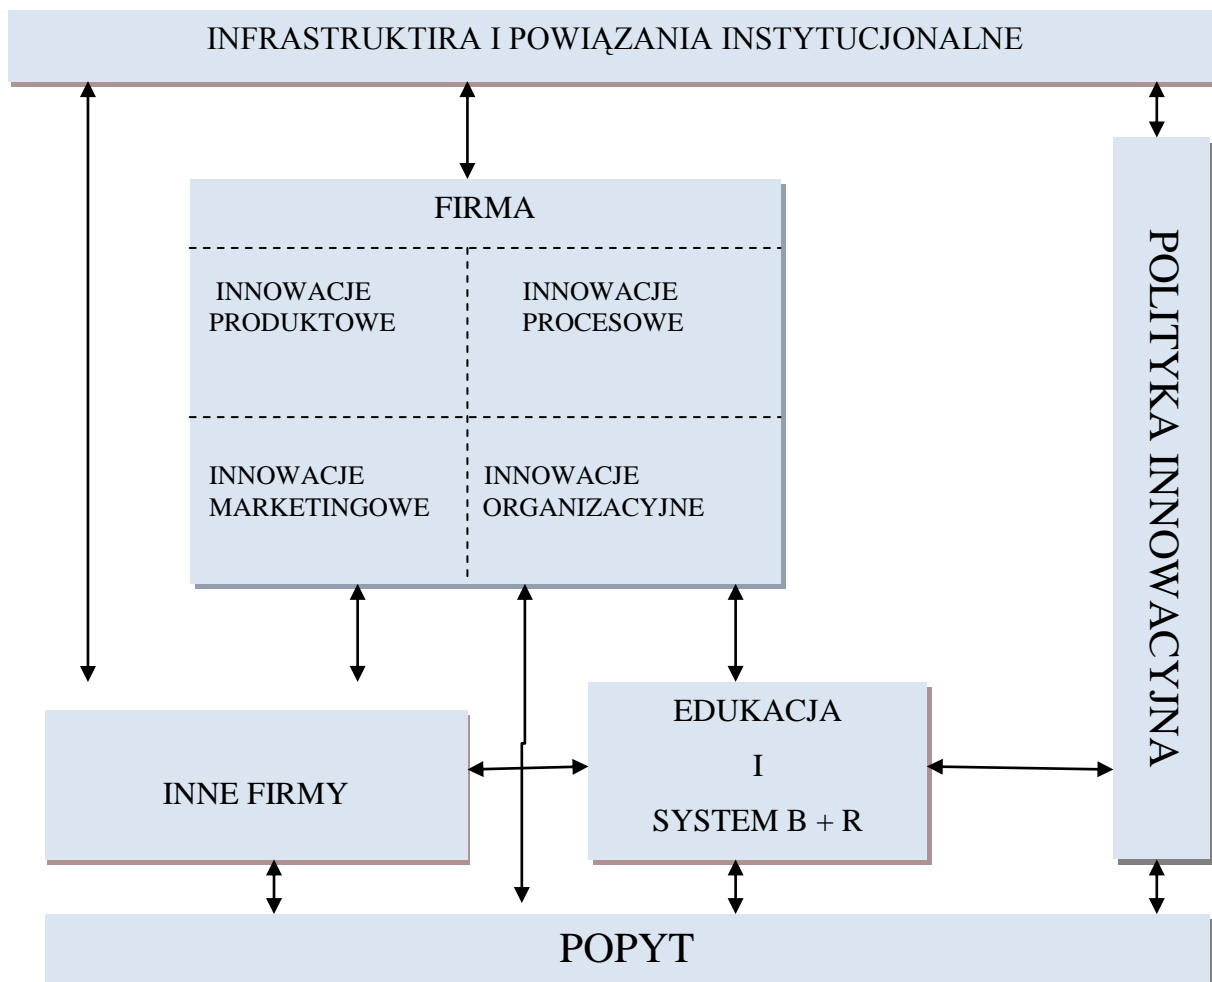 INFRASTRUKTIRA I POWIĄZANIA INSTYTUCJONALNE
FIRMA
INNOWACJE
PRODUKTOWE
INNOWACJE
PROCESOWE
INNOWACJE
MARKETINGOWE
INNOWACJE
ORGANIZACYJNE
POLITYKA INNOWACYJNA
INNE FIRMY
EDUKACJA
I
SYSTEM B + R
POPYT